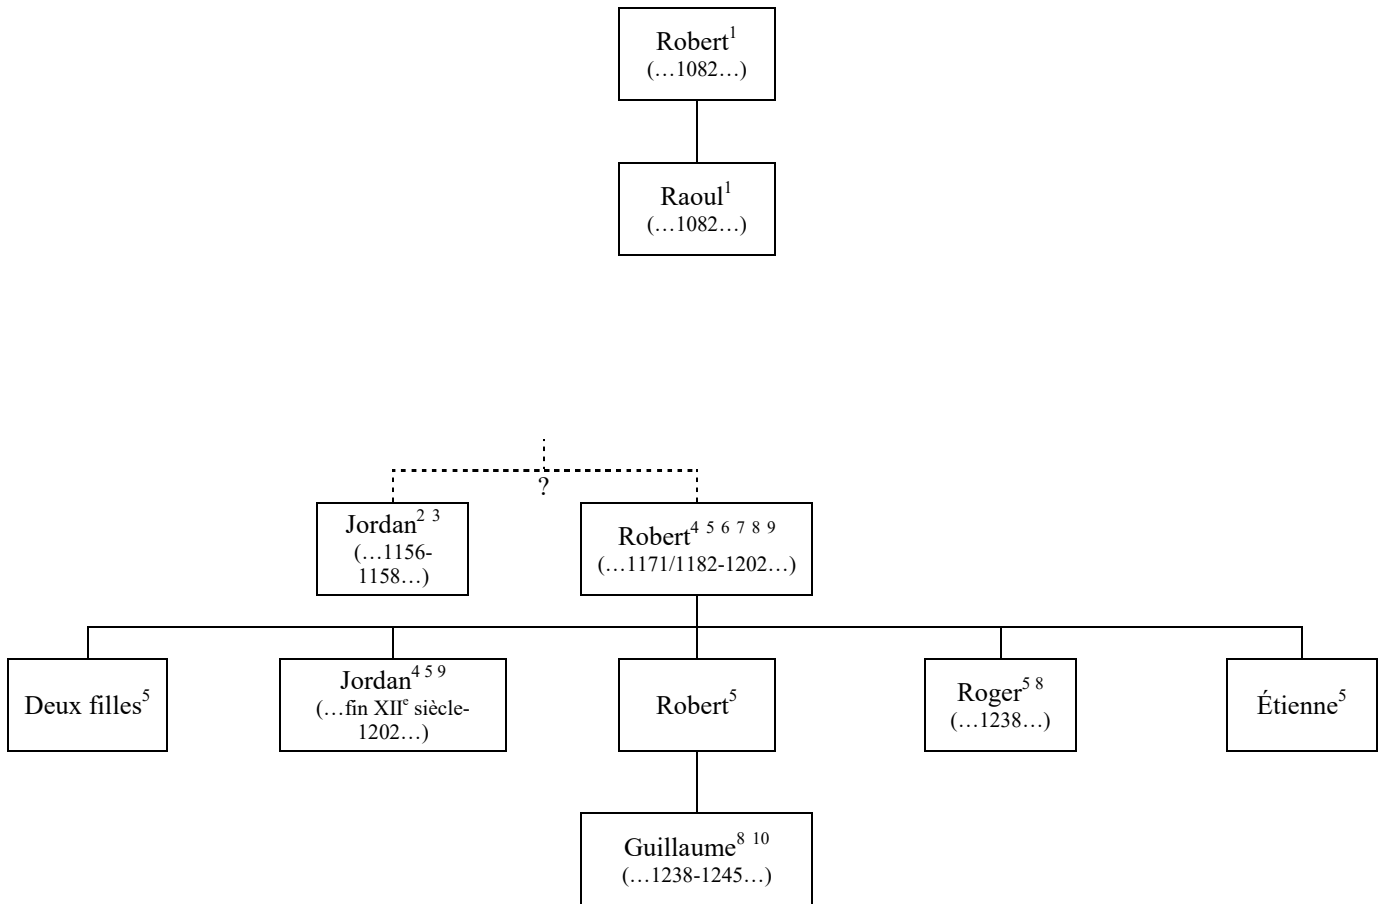 Robert¹
(…1082…)
Raoul¹
(…1082…)
?
Jordan² ³
(…1156-
1158…)
Robert⁴ ⁵ ⁶ ⁷ ⁸ ⁹
(…1171/1182-1202…)
Deux filles⁵
Jordan⁴ ⁵ ⁹
(…fin XIIᵉ siècle-
1202…)
Robert⁵
Roger⁵ ⁸
(…1238…)
Étienne⁵
Guillaume⁸ ¹⁰
(…1238-1245…)